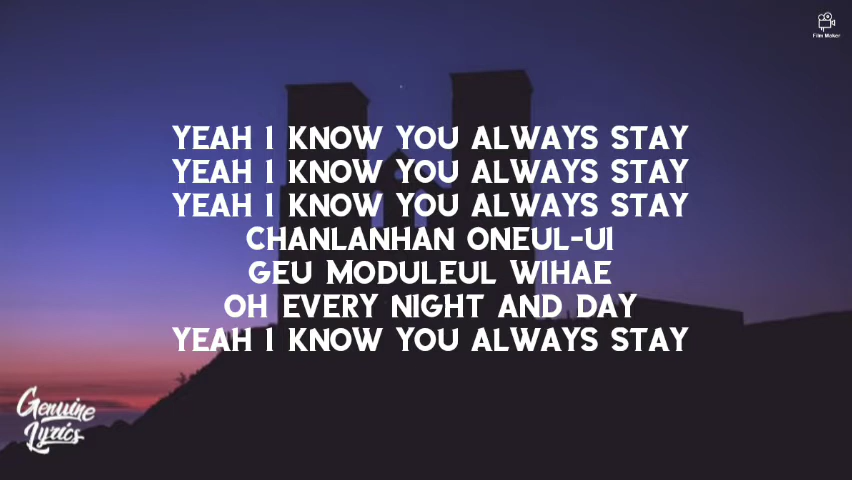 Film Maker
YEAH I KNOW YOU ALWAYS STAY
YEAH I KNOW YOU ALWAYS STAY
YEAH I KNOW YOU ALWAYS STAY
CHANLANHAN ONEUL-UI
GEU MODULEUL WIHAE
OH EVERY NIGHT AND DAY
YEAH I KNOW YOU ALWAYS STAY
Genuine
Lyrics